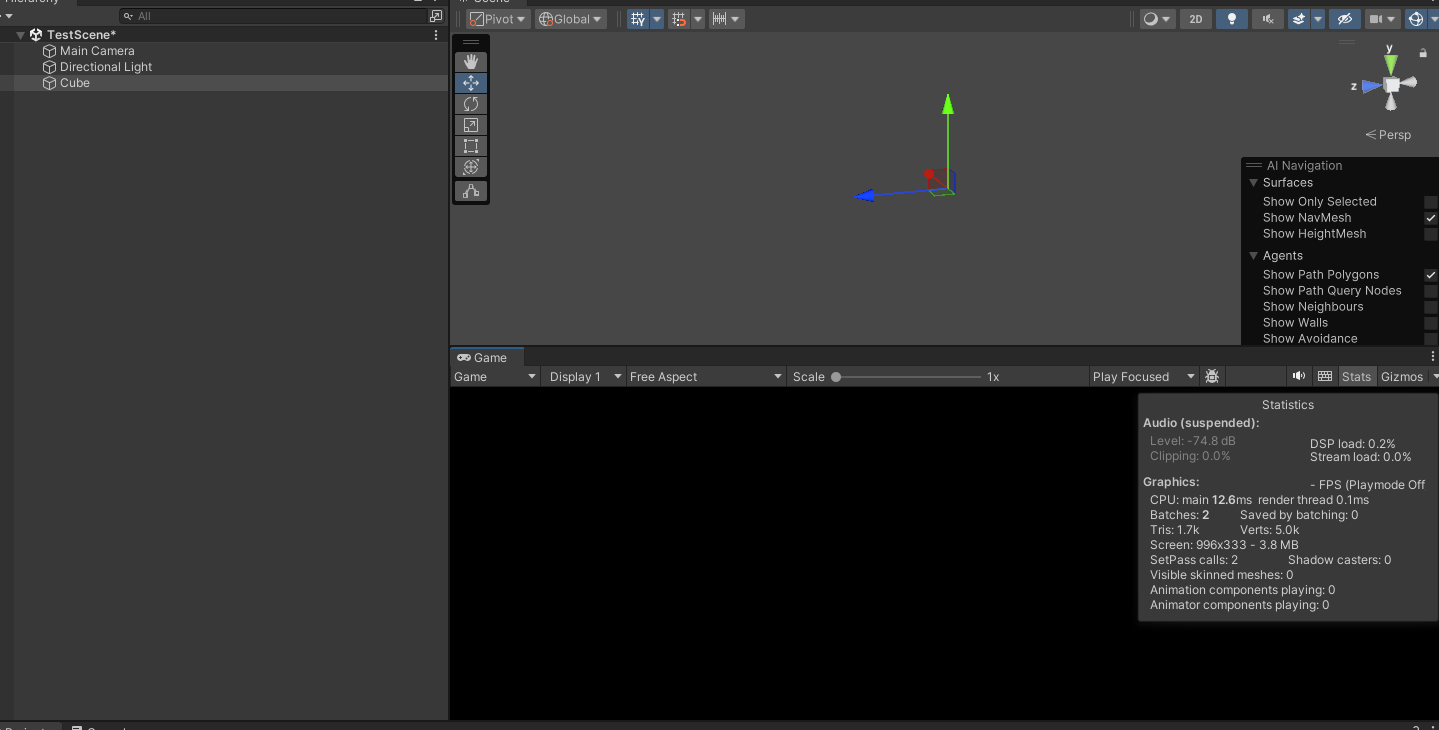 Hierarchy
All
TestScene*
Main Camera
Directional Light
Cube
Scene
Pivot
Global
2D
y
z
Persp
AI Navigation
Surfaces
Show Only Selected
Show NavMesh
Show HeightMesh
Agents
Show Path Polygons
Show Path Query Nodes
Show Neighbours
Show Walls
Show Avoidance
Game
Game Display 1 Free Aspect Scale 1x Play Focused Stats Gizmos
Statistics
Audio (suspended):
Level: -74.8 dB DSP load: 0.2%
Clipping: 0.0% Stream load: 0.0%
Graphics: - FPS (Playmode Off
CPU: main 12.6ms render thread 0.1ms
Batches: 2 Saved by batching: 0
Tris: 1.7k Verts: 5.0k
Screen: 996x333 - 3.8 MB
SetPass calls: 2 Shadow casters: 0
Visible skinned meshes: 0
Animation components playing: 0
Animator components playing: 0